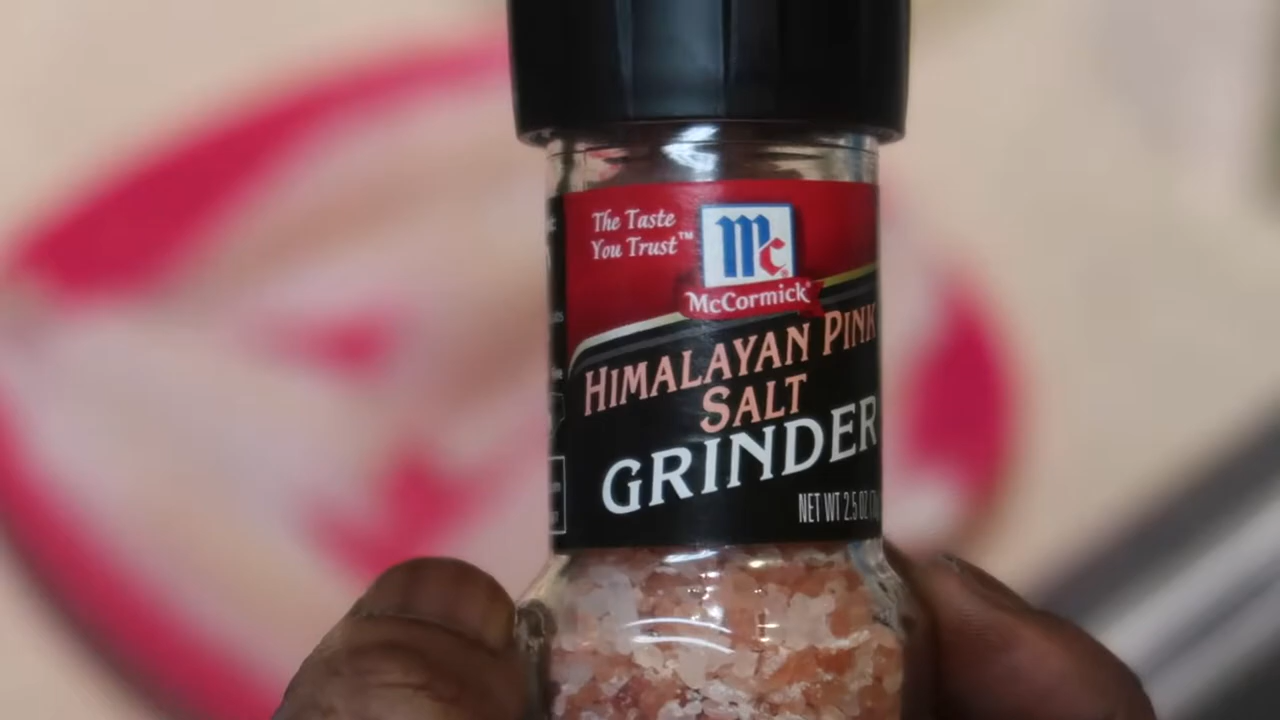 The Taste
You Trust™
Mc
McCormick®
HIMALAYAN PINK
SALT
GRINDER
NET WT 2.5 OZ